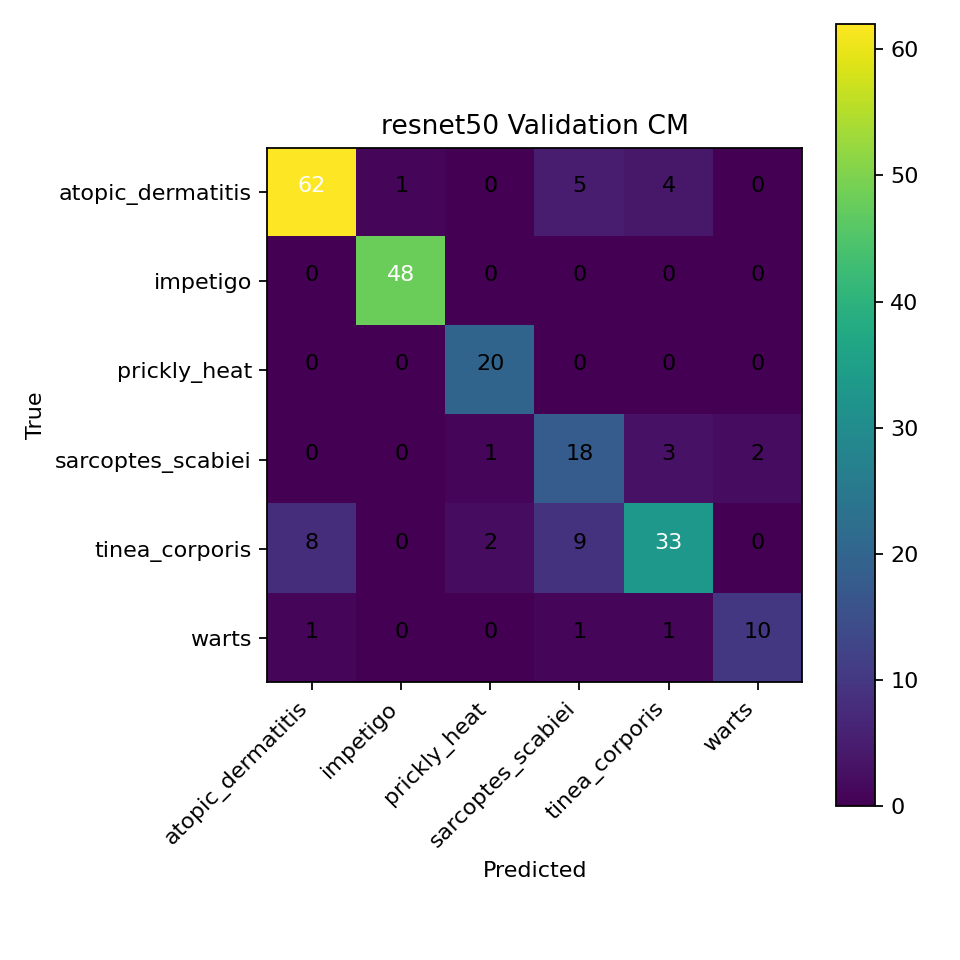 resnet50 Validation CM
True
atopic_dermatitis 62 1 0 5 4 0
impetigo 0 48 0 0 0 0
prickly_heat 0 0 20 0 0 0
sarcoptes_scabiei 0 0 1 18 3 2
tinea_corporis 8 0 2 9 33 0
warts 1 0 0 1 1 10
atopic_dermatitis impetigo prickly_heat sarcoptes_scabiei tinea_corporis warts
Predicted
60
50
40
30
20
10
0